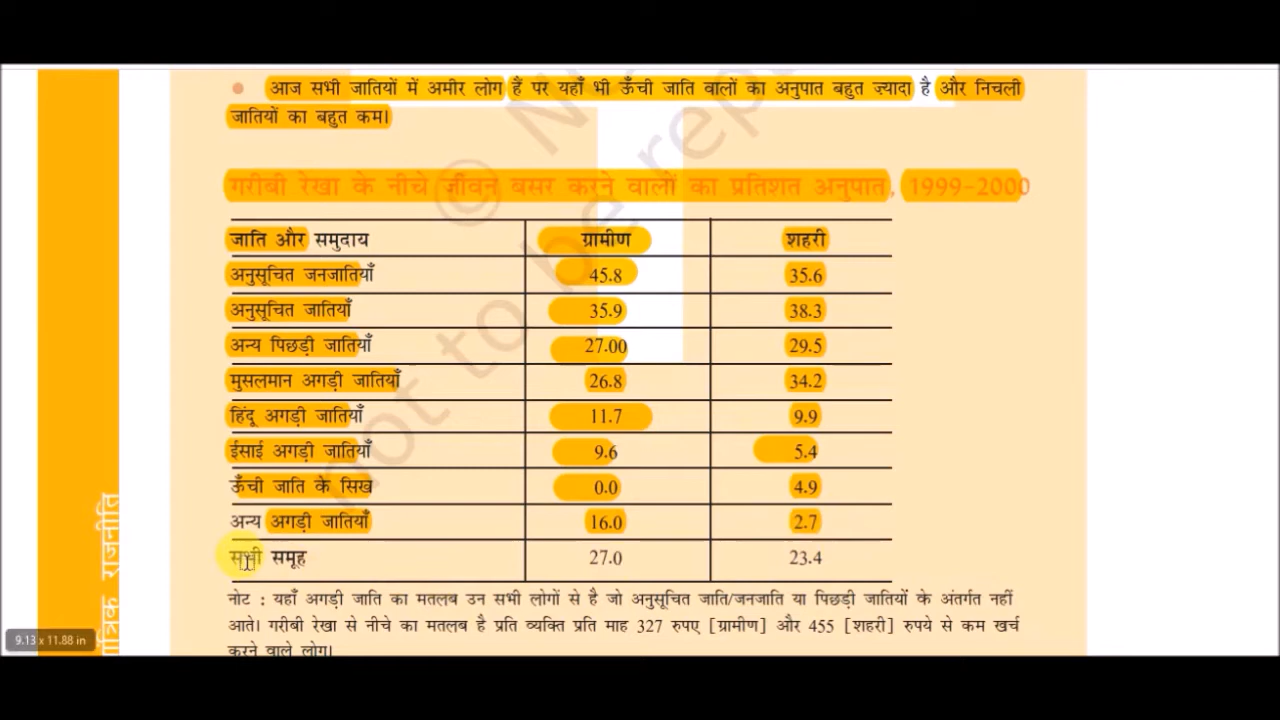 आज सभी जातियों में अमीर लोग हैं पर यहाँ भी ऊँची जाति वालों का अनुपात बहुत ज़्यादा है और निचली
जातियों का बहुत कम।
गरीबी रेखा के नीचे जीवन बसर करने वालों का प्रतिशत अनुपात, 1999-2000
जाति और समुदाय ग्रामीण शहरी
अनुसूचित जनजातियाँ 45.8 35.6
अनुसूचित जातियाँ 35.9 38.3
अन्य पिछड़ी जातियाँ 27.00 29.5
मुसलमान अगड़ी जातियाँ 26.8 34.2
हिंदू अगड़ी जातियाँ 11.7 9.9
ईसाई अगड़ी जातियाँ 9.6 5.4
ऊँची जाति के सिख 0.0 4.9
अन्य अगड़ी जातियाँ 16.0 2.7
सभी समूह 27.0 23.4
नोट : यहाँ अगड़ी जाति का मतलब उन सभी लोगों से है जो अनुसूचित जाति/जनजाति या पिछड़ी जातियों के अंतर्गत नहीं
आते। गरीबी रेखा से नीचे का मतलब है प्रति व्यक्ति प्रति माह 327 रुपए [ग्रामीण] और 455 [शहरी] रुपये से कम खर्च
करने वाले लोग।
राजनीति
9.13 x 11.88 in
not to be rep